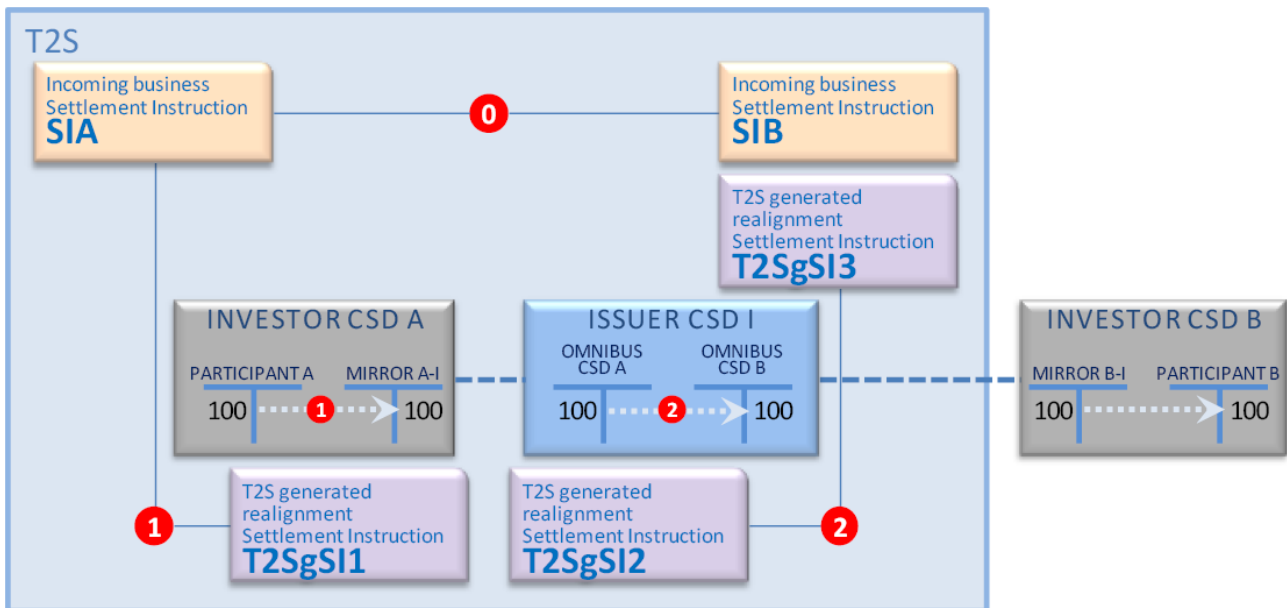 T2S
Incoming business
Settlement Instruction
SIA
0
Incoming business
Settlement Instruction
SIB
T2S generated
realignment
Settlement Instruction
T2SgSI3
INVESTOR CSD A
PARTICIPANT A
MIRROR A-I
100
1
100
ISSUER CSD I
OMNIBUS
CSD A
OMNIBUS
CSD B
100
2
100
INVESTOR CSD B
MIRROR B-I
PARTICIPANT B
100
100
1
T2S generated
realignment
Settlement Instruction
T2SgSI1
T2S generated
realignment
Settlement Instruction
T2SgSI2
2